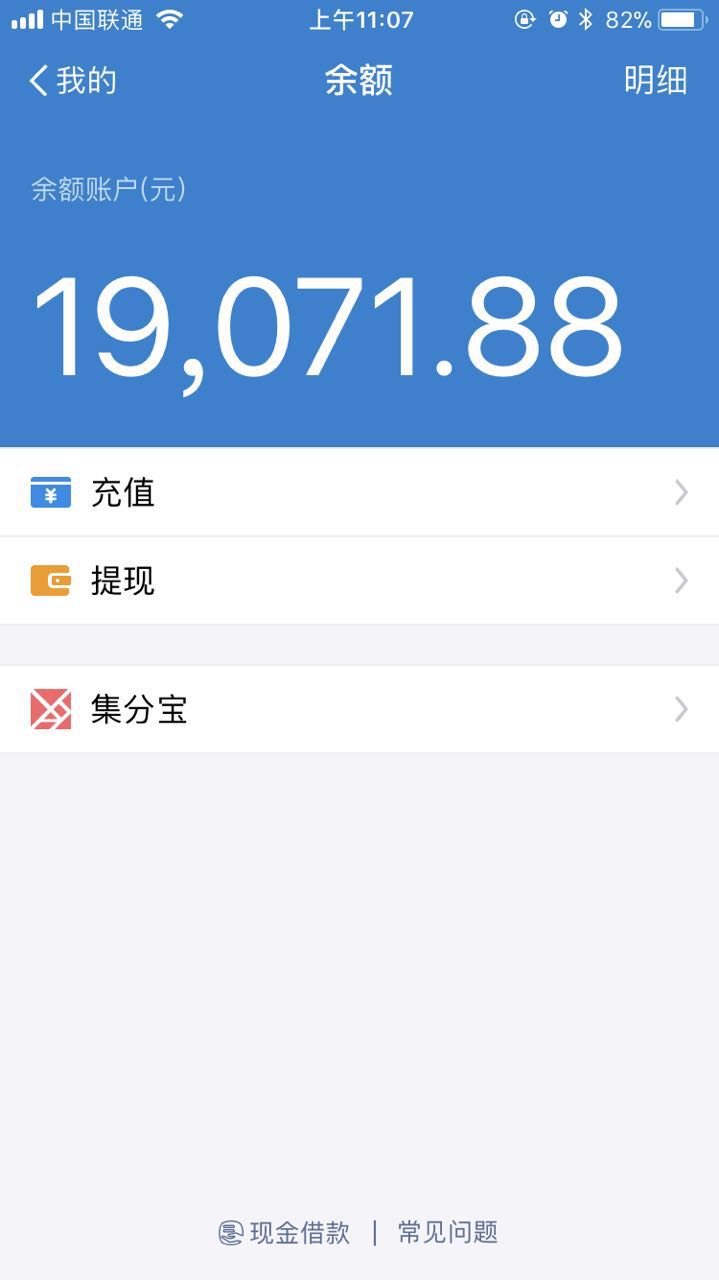 中国联通 上午11:07 82%
我的 余额 明细
余额账户(元)
19,071.88
¥ 充值
提现
集分宝
现金借款 | 常见问题